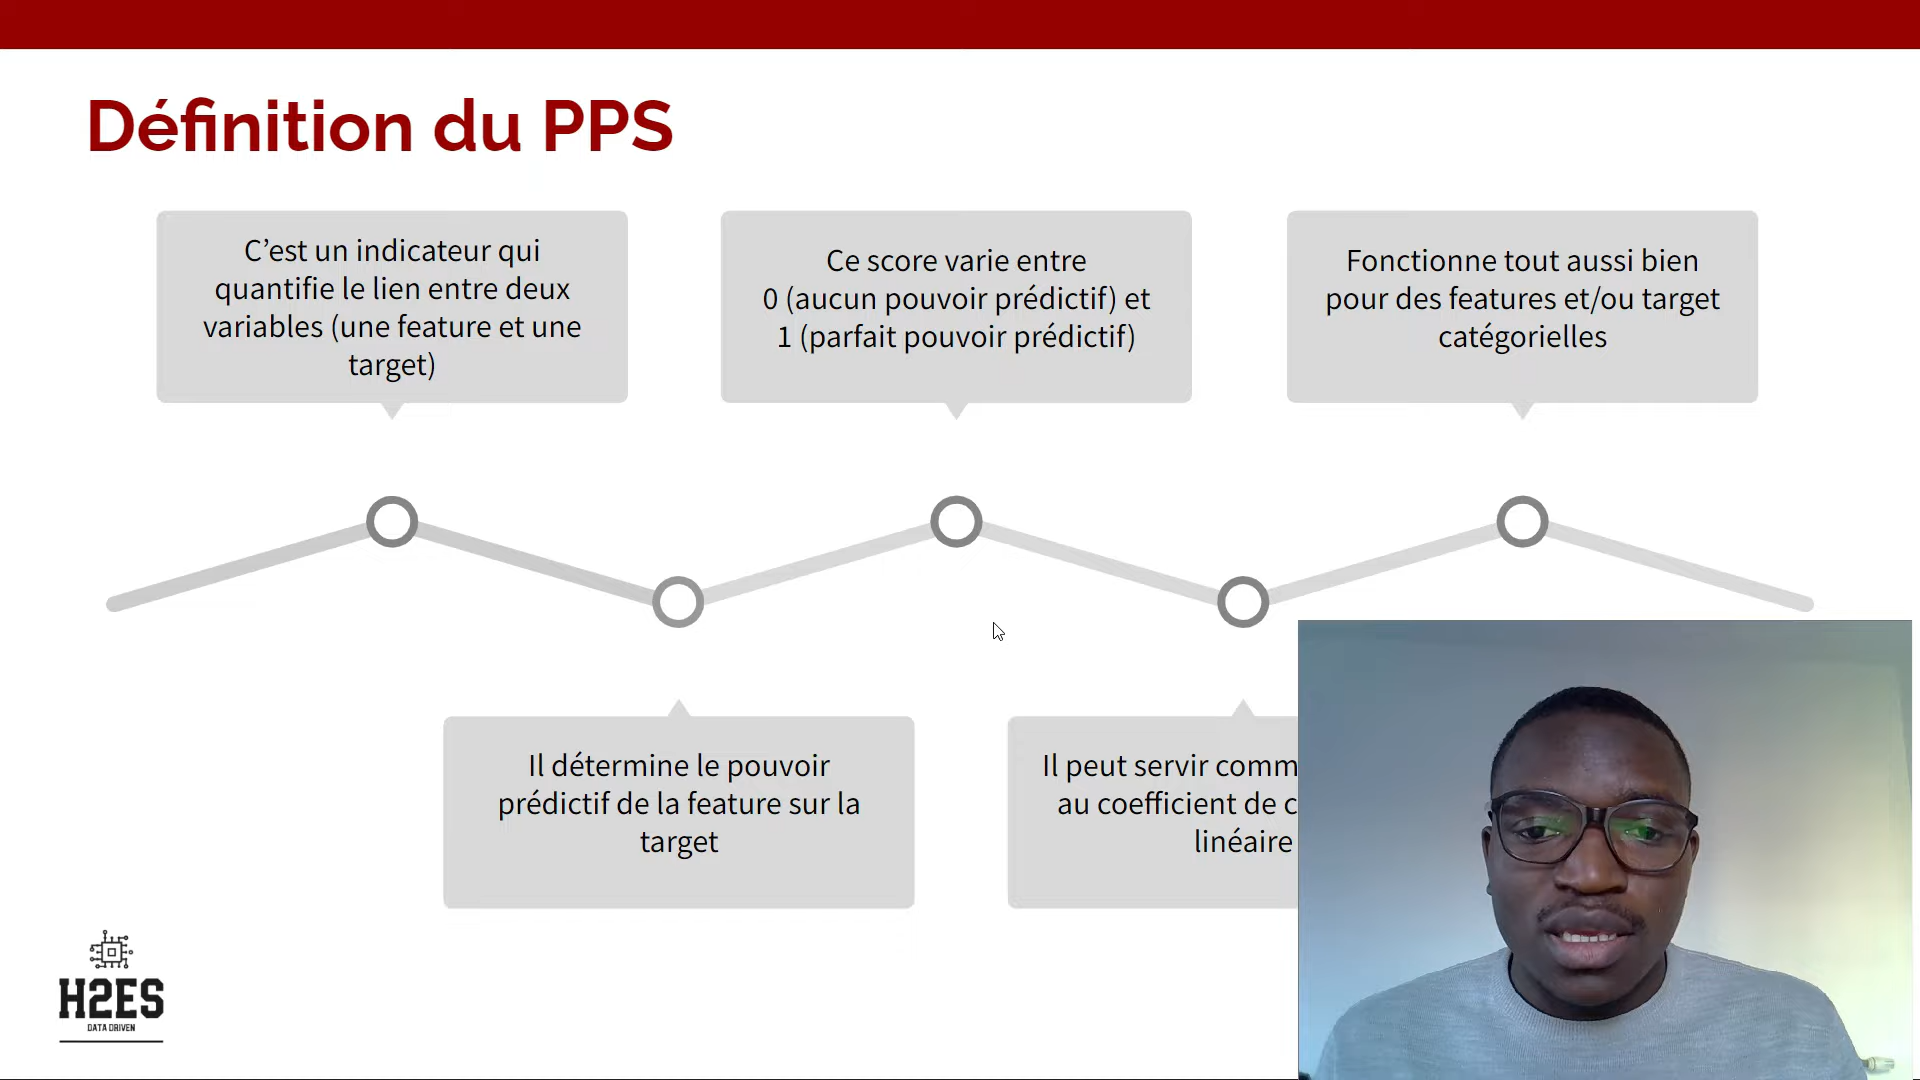 Définition du PPS
C’est un indicateur qui
quantifie le lien entre deux
variables (une feature et une
target)
Ce score varie entre
0 (aucun pouvoir prédictif) et
1 (parfait pouvoir prédictif)
Fonctionne tout aussi bien
pour des features et/ou target
catégorielles
Il détermine le pouvoir
prédictif de la feature sur la
target
Il peut servir
au coefficient de
linéaire
H2ES
DATA DRIVEN